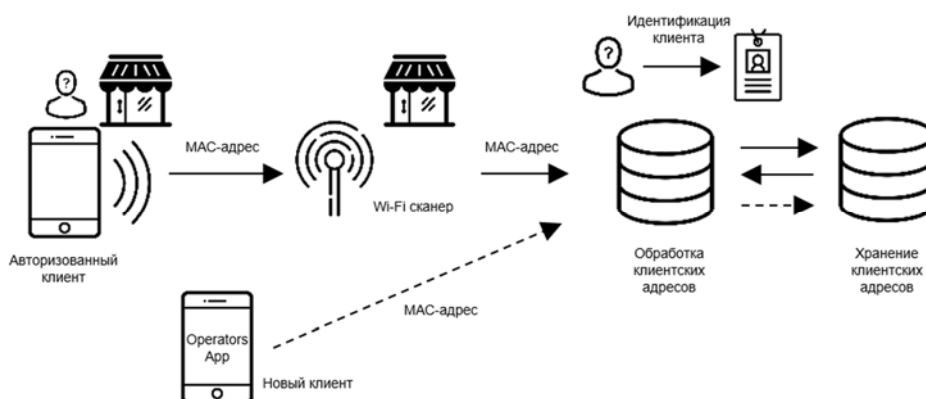 Идентификация
клиента
?
?
MAC-адрес
MAC-адрес
Wi-Fi сканер
Авторизованный
клиент
Обработка
клиентских
адресов
Хранение
клиентских
адресов
MAC-адрес
Operators
App
Новый клиент